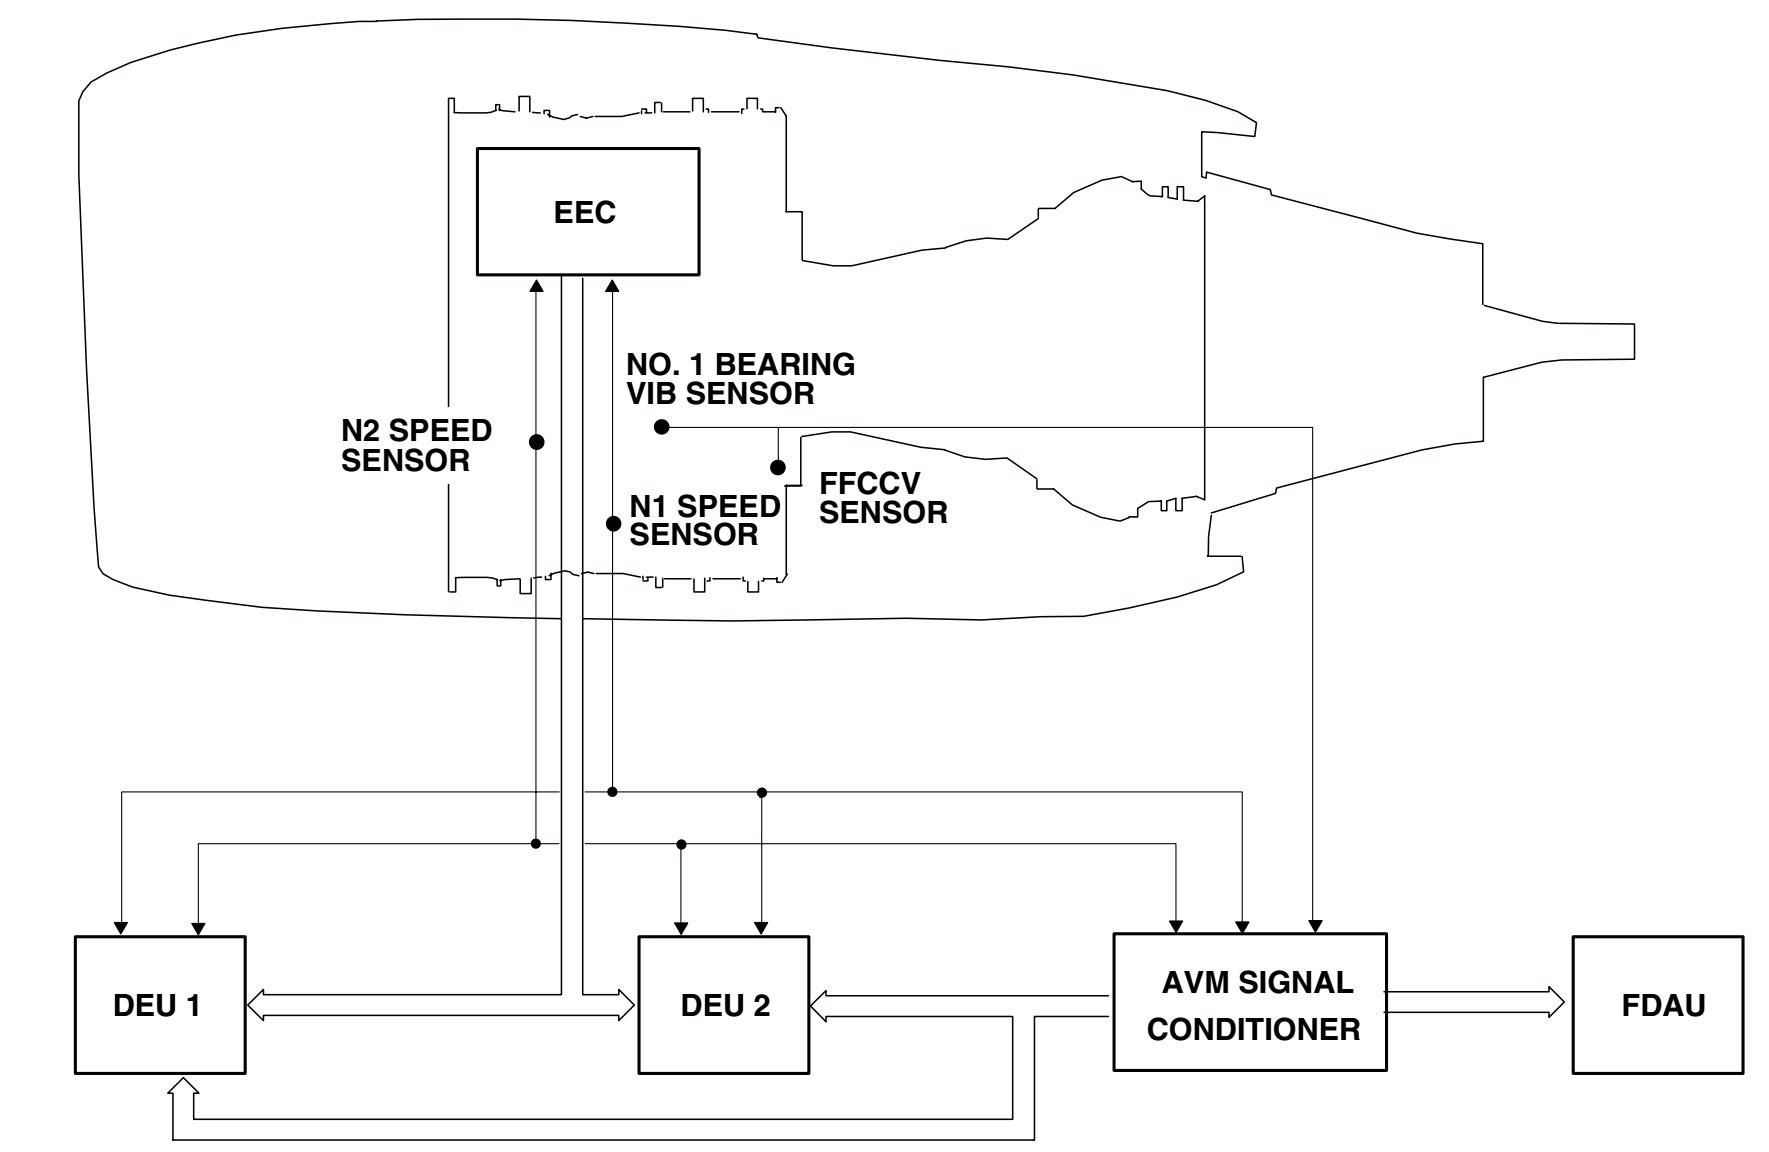 EEC
NO. 1 BEARING
VIB SENSOR
N2 SPEED
SENSOR
FFCCV
SENSOR
N1 SPEED
SENSOR
DEU 1
DEU 2
AVM SIGNAL
CONDITIONER
FDAU